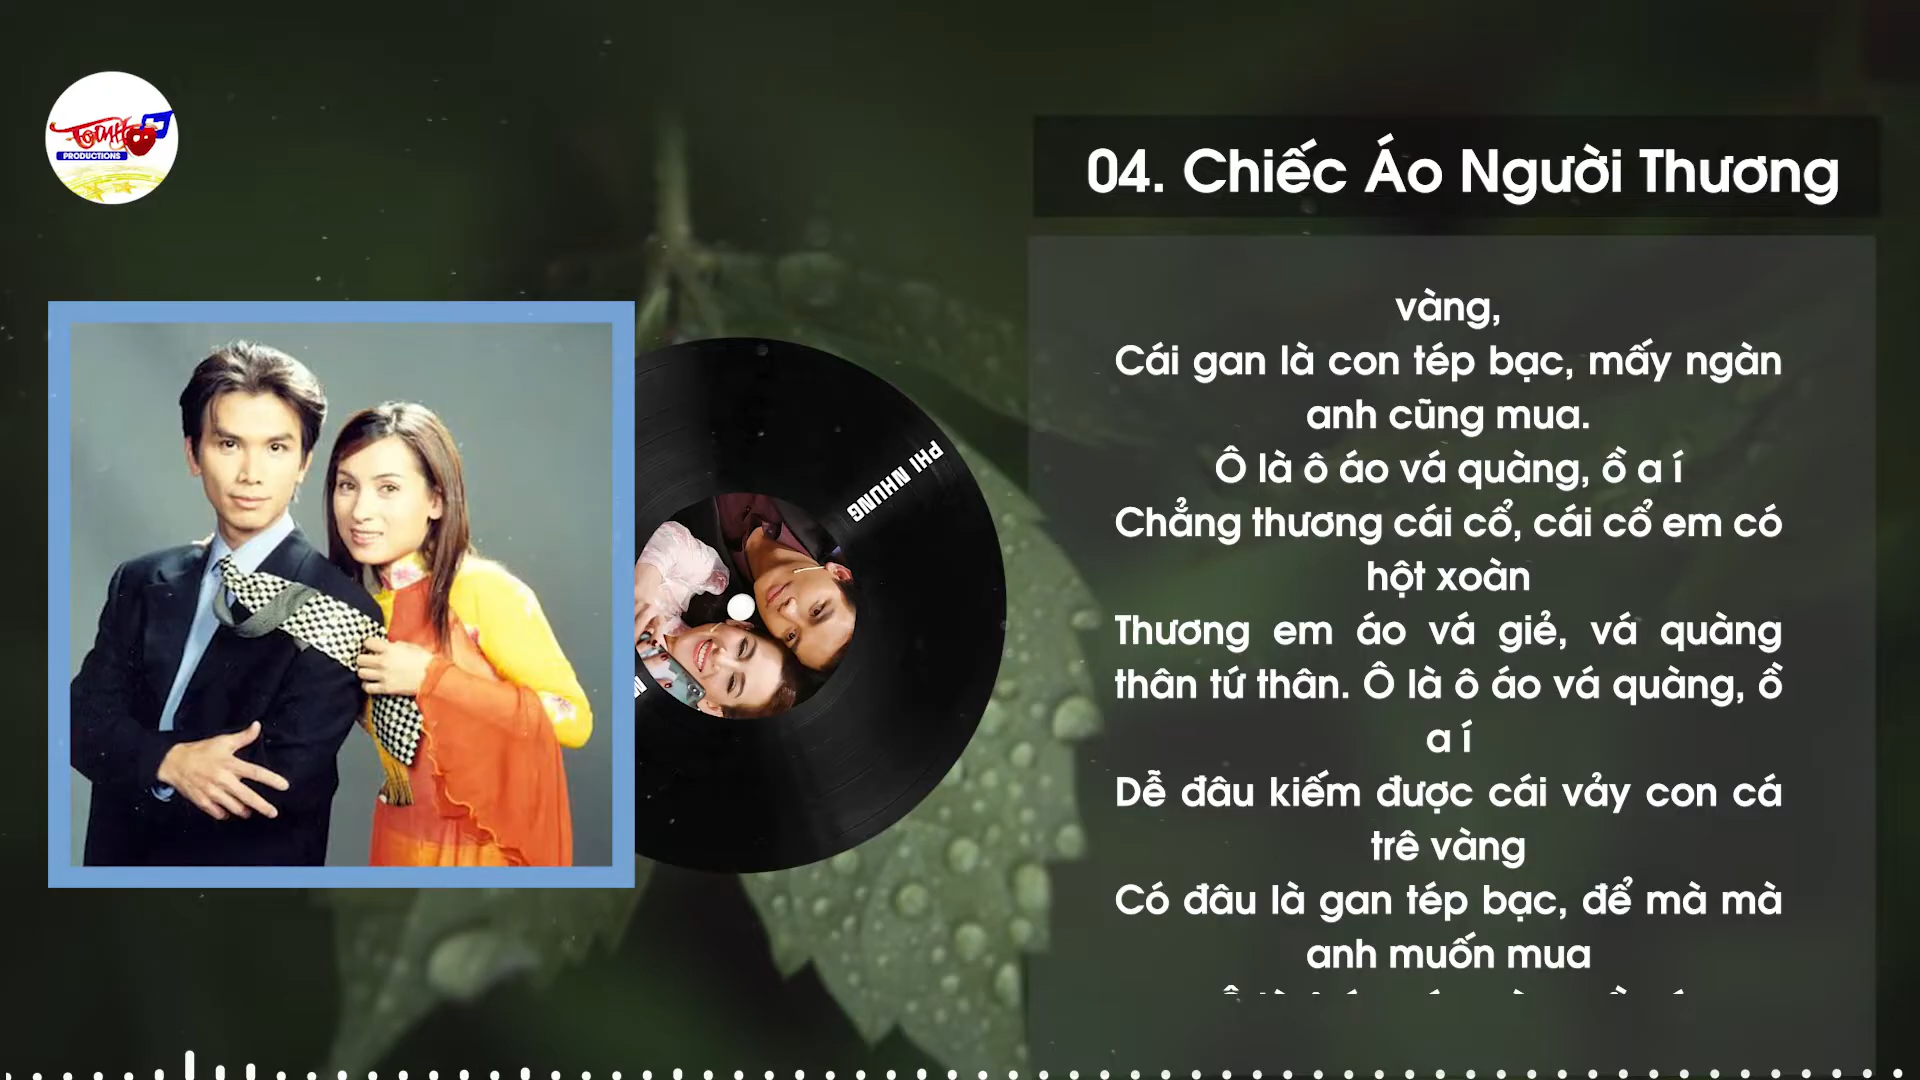 TODAH
PRODUCTIONS
04. Chiếc Áo Người Thương
PHI NHUNG
vàng,
Cái gan là con tép bạc, mấy ngàn
anh cũng mua.
Ô là ô áo vá quàng, ồ a í
Chẳng thương cái cổ, cái cổ em có
hột xoàn
Thương em áo vá giẻ, vá quàng
thân tứ thân. Ô là ô áo vá quàng, ồ
a í
Dễ đâu kiếm được cái vảy con cá
trê vàng
Có đâu là gan tép bạc, để mà mà
anh muốn mua